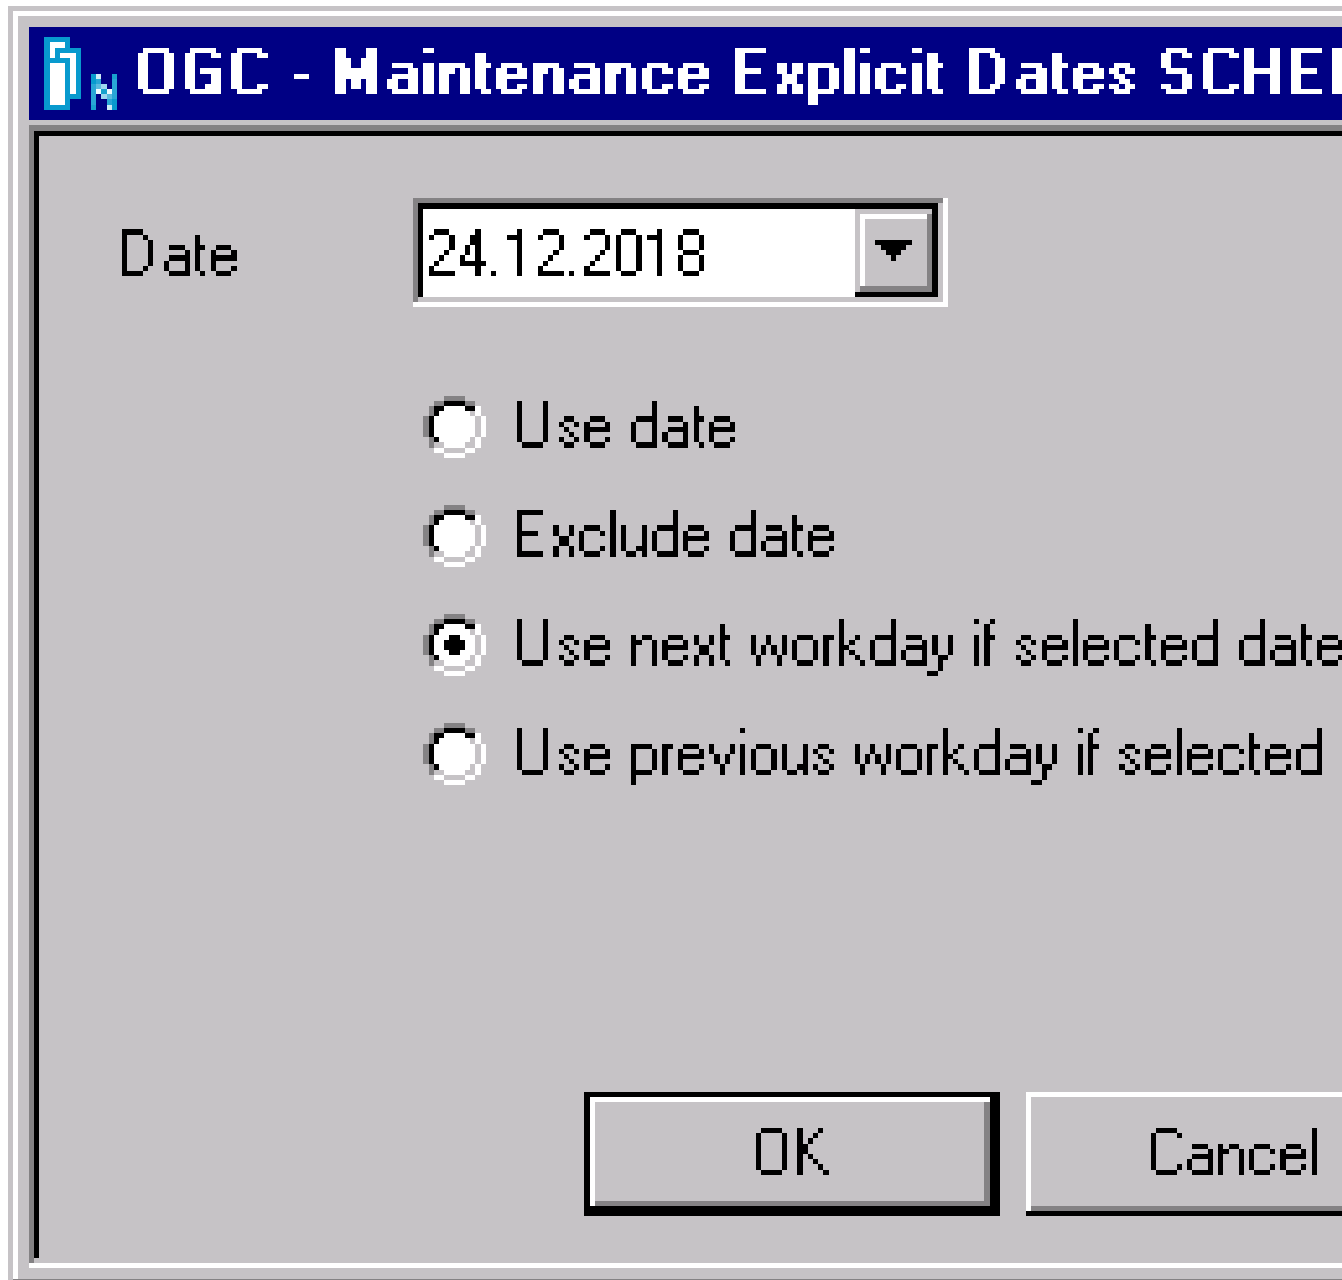 OGC - Maintenance Explicit Dates
Date 24.12.2018
Use date
Exclude date
Use next workday if selected date
Use previous workday if selected
OK Cancel